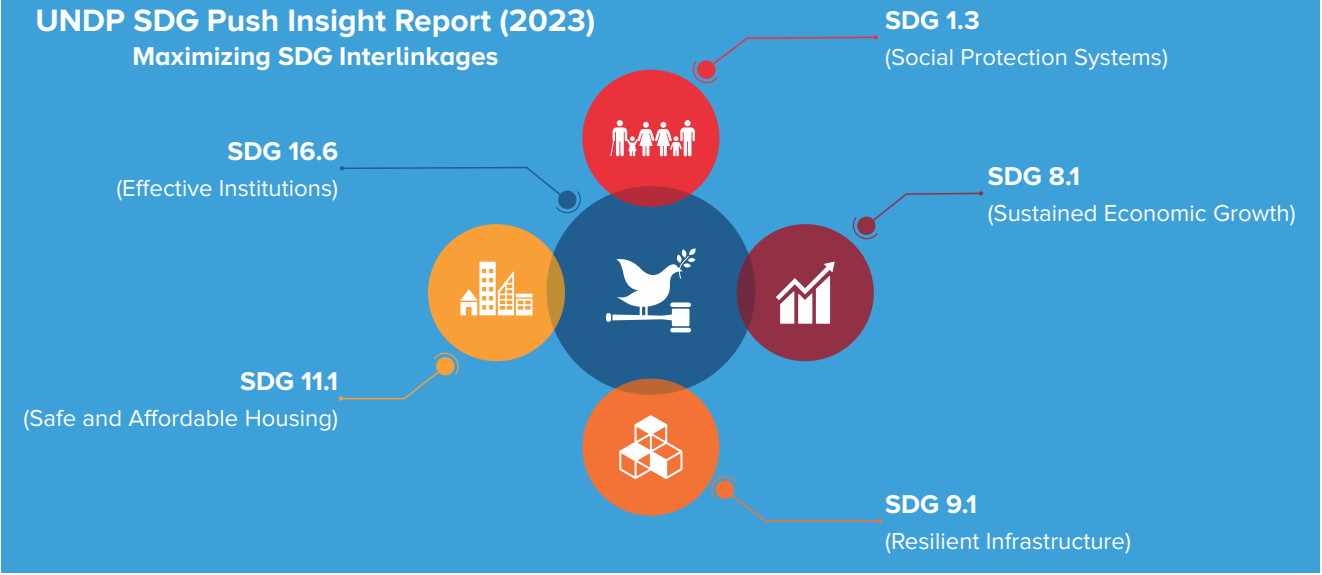 UNDP SDG Push Insight Report (2023)
Maximizing SDG Interlinkages
SDG 1.3
(Social Protection Systems)
SDG 16.6
(Effective Institutions)
SDG 8.1
(Sustained Economic Growth)
SDG 11.1
(Safe and Affordable Housing)
SDG 9.1
(Resilient Infrastructure)